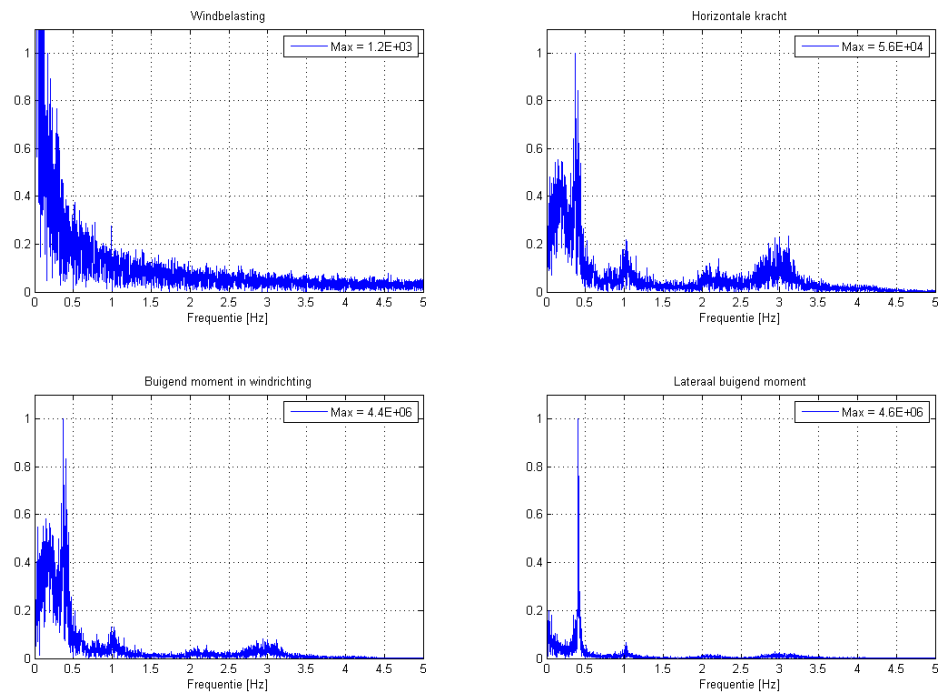 Windbelasting
Max = 1.2E+03
1
0.8
0.6
0.4
0.2
0
0 0.5 1 1.5 2 2.5 3 3.5 4 4.5 5
Frequentie [Hz]
Horizontale kracht
Max = 5.6E+04
1
0.8
0.6
0.4
0.2
0
0 0.5 1 1.5 2 2.5 3 3.5 4 4.5 5
Frequentie [Hz]
Buigend moment in windrichting
Max = 4.4E+06
1
0.8
0.6
0.4
0.2
0
0 0.5 1 1.5 2 2.5 3 3.5 4 4.5 5
Frequentie [Hz]
Lateraal buigend moment
Max = 4.6E+06
1
0.8
0.6
0.4
0.2
0
0 0.5 1 1.5 2 2.5 3 3.5 4 4.5 5
Frequentie [Hz]